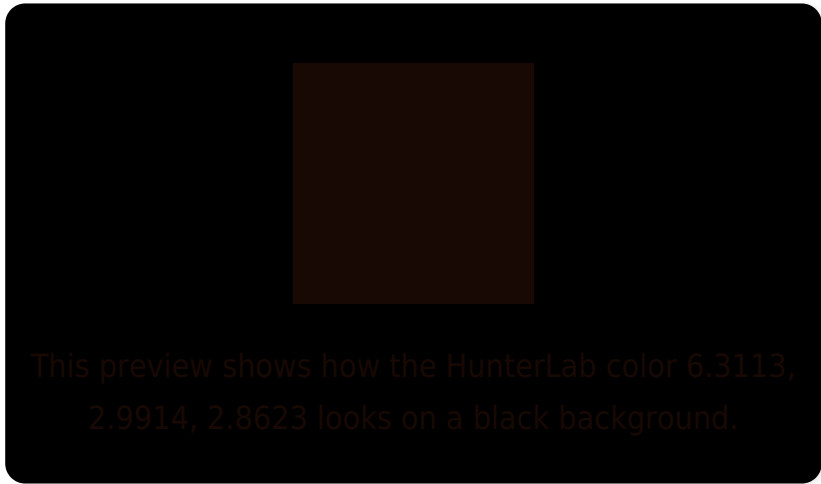 This preview shows how the HunterLab color 6.3113,
2.9914, 2.8623 looks on a black background.